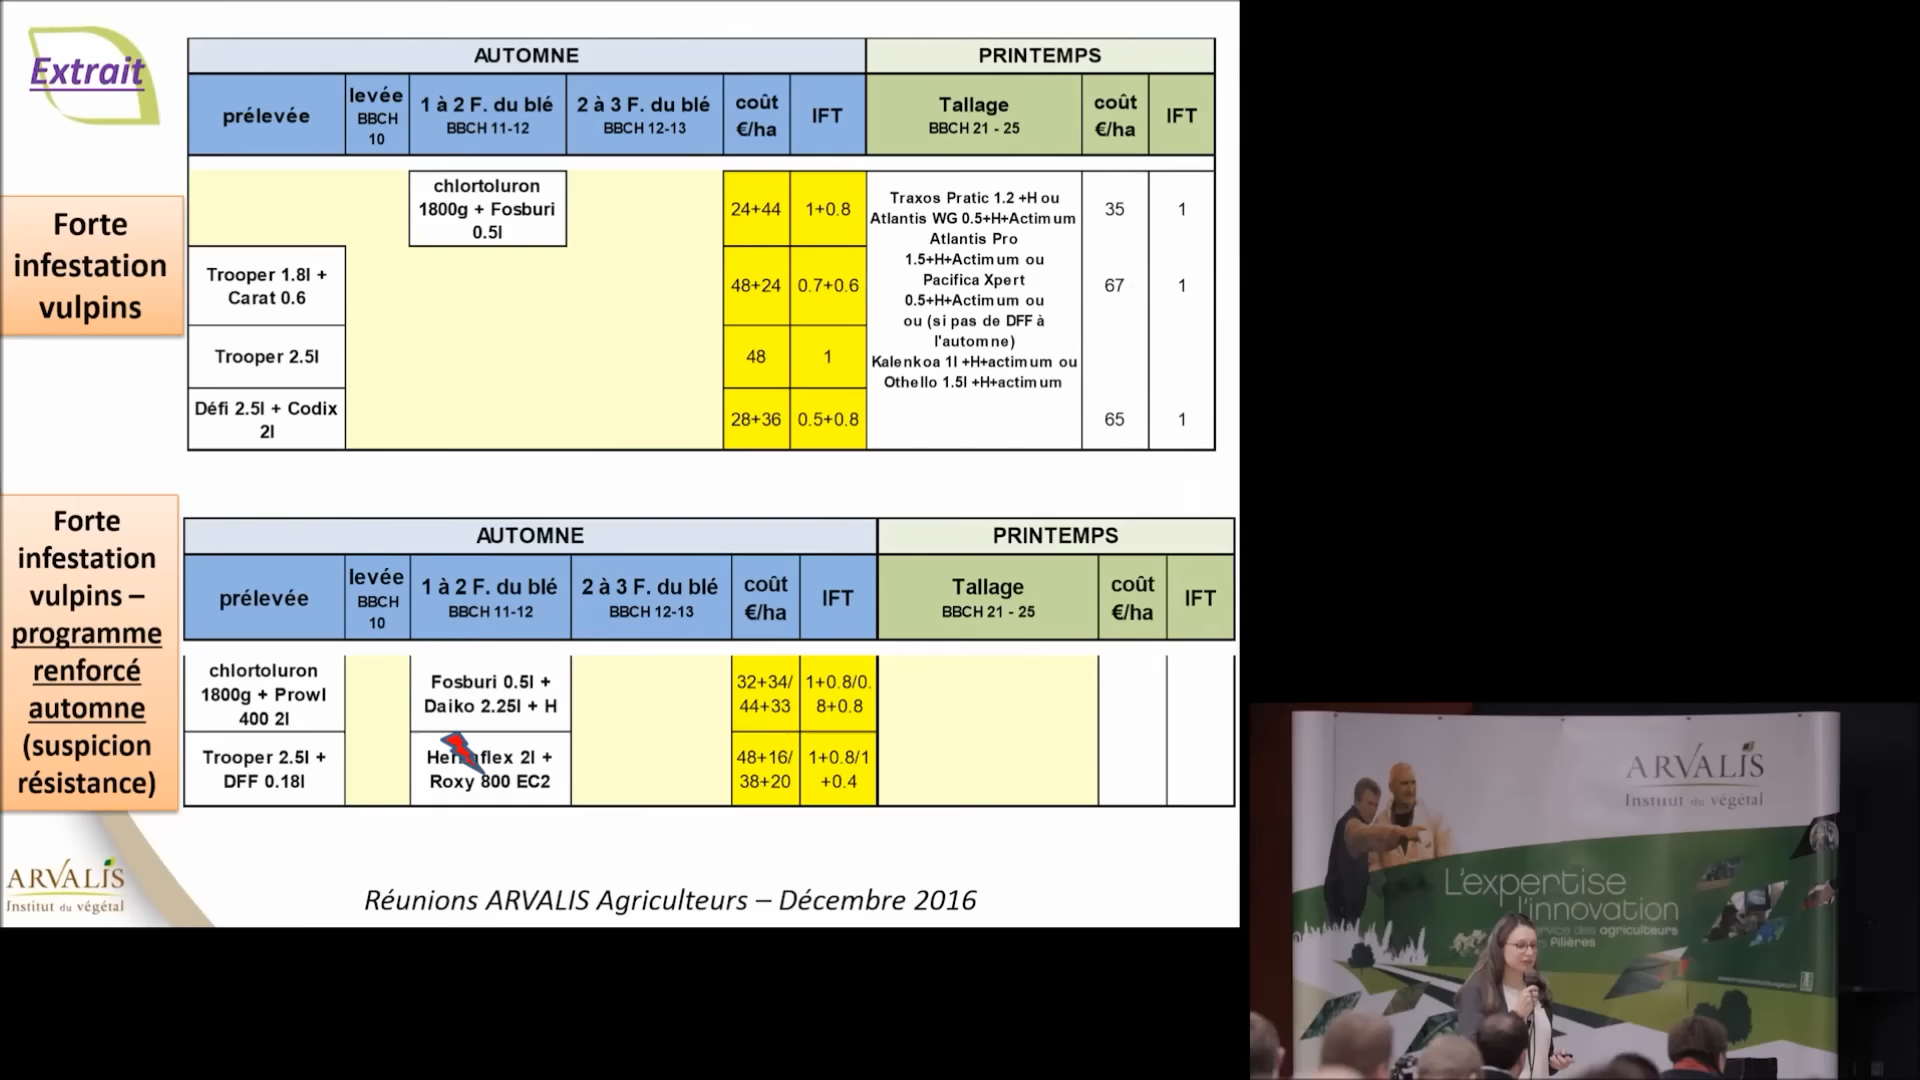 Extrait
AUTOMNE
PRINTEMPS
prélevée
levée
BBCH
10
1 à 2 F. du blé
BBCH 11-12
2 à 3 F. du blé
BBCH 12-13
coût
€/ha
IFT
Tallage
BBCH 21 - 25
coût
€/ha
IFT
Forte
infestation
vulpins
chlortoluron
1800g + Fosburi
0.5l
24+44
1+0.8
Trooper 1.8l +
Carat 0.6
48+24
0.7+0.6
Trooper 2.5l
48
1
Défi 2.5l + Codix
2l
28+36
0.5+0.8
Traxos Pratic 1.2 +H ou
Atlantis WG 0.5+H+Actimum
Atlantis Pro
1.5+H+Actimum ou
Pacifica Xpert
0.5+H+Actimum ou
ou (si pas de DFF à
l'automne)
Kalenkoa 1l +H+actimum ou
Othello 1.5l +H+actimum
35
1
67
1
65
1
Forte
infestation
vulpins –
programme
renforcé
automne
(suspicion
résistance)
AUTOMNE
PRINTEMPS
prélevée
levée
BBCH
10
1 à 2 F. du blé
BBCH 11-12
2 à 3 F. du blé
BBCH 12-13
coût
€/ha
IFT
Tallage
BBCH 21 - 25
coût
€/ha
IFT
chlortoluron
1800g + Prowl
400 2l
Fosburi 0.5l +
Daiko 2.25l + H
32+34/
44+33
1+0.8/0.
8+0.8
Trooper 2.5l +
DFF 0.18l
2l +
Roxy 800 EC2
48+16/
38+20
1+0.8/1
+0.4
ARVALIS
Institut du végétal
Réunions ARVALIS Agriculteurs – Décembre 2016
ARVALIS
Institut du végétal
L'expertise
l'innovation
service des agriculteurs
filières